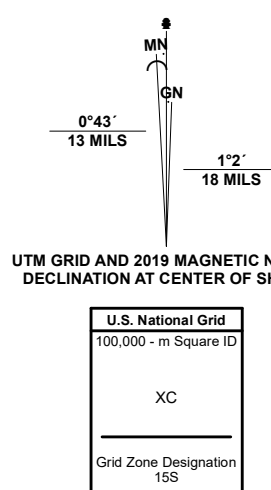 MN
GN
0°43´
13 MILS
1°2´
18 MILS
UTM GRID AND 2019 MAGNETIC N
DECLINATION AT CENTER OF S
U.S. National Grid
100,000 - m Square ID
XC
Grid Zone Designation
15S